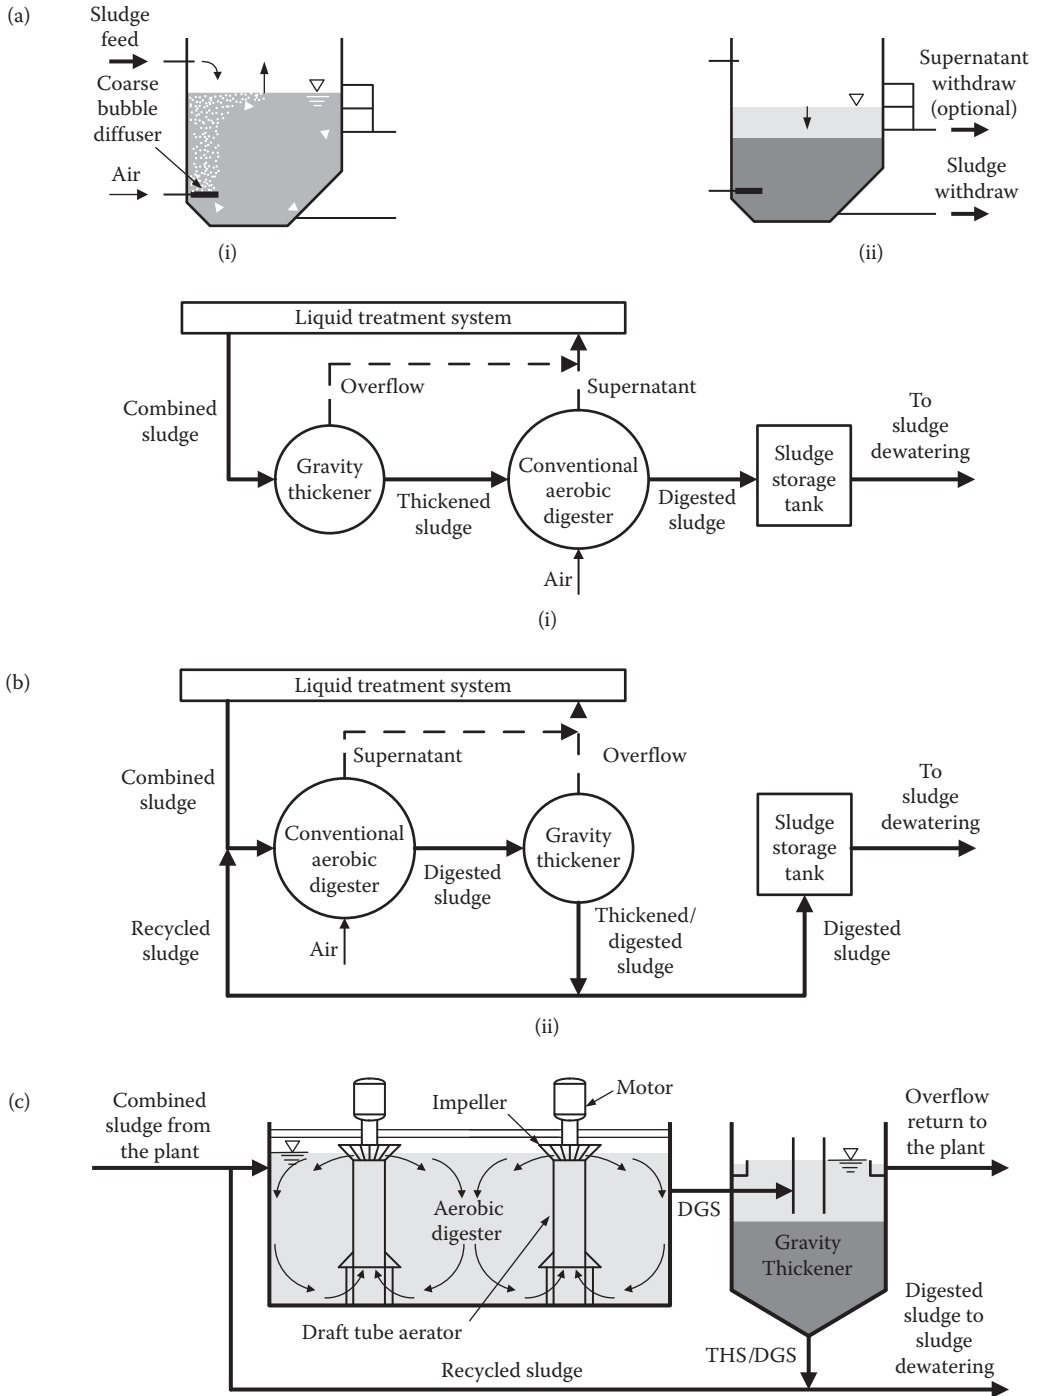 (a)
Sludge
feed
Coarse
bubble
diffuser
Air
(i)
Supernatant
withdraw
(optional)
Sludge
withdraw
(ii)
Liquid treatment system
Combined
sludge
Overflow
Supernatant
Gravity
thickener
Thickened
sludge
Conventional
aerobic
digester
Air
Digested
sludge
Sludge
storage
tank
To
sludge
dewatering
(i)
(b)
Liquid treatment system
Combined
sludge
Supernatant
Overflow
Conventional
aerobic
digester
Air
Digested
sludge
Gravity
thickener
Thickened/
digested
sludge
Recycled
sludge
Sludge
storage
tank
To
sludge
dewatering
Digested
sludge
(ii)
(c)
Combined
sludge from
the plant
Impeller
Motor
Aerobic
digester
Draft tube aerator
DGS
Overflow
return to
the plant
Gravity
Thickener
THS/DGS
Recycled sludge
Digested
sludge to
sludge
dewatering